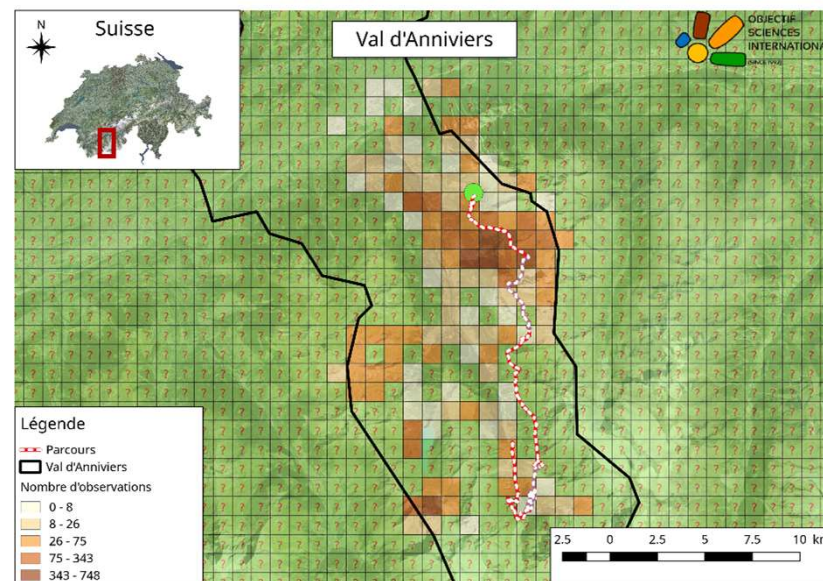 N
Suisse
Val d'Anniviers
OBJECTIF
SCIENCES
INTERNATIONA
Légende
Parcours
Val d'Anniviers
Nombre d'observations
0 - 8
8 - 26
26 - 75
75 - 343
343 - 748
2.5 0 2.5 5 7.5 10 km